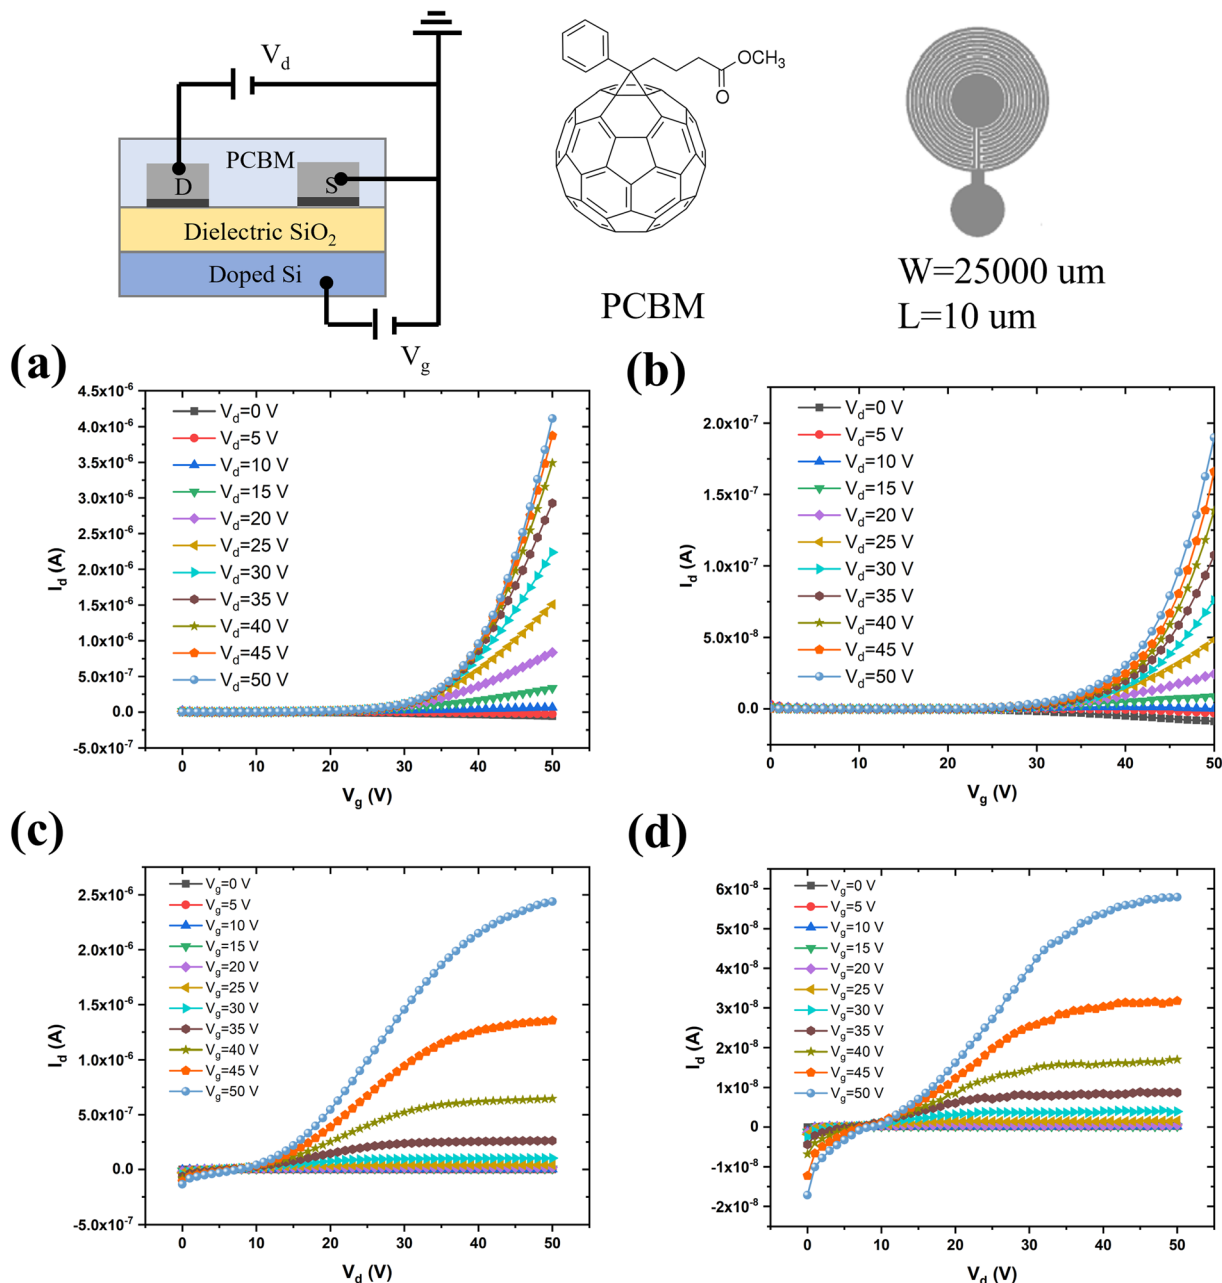 V_d
PCBM
D
S
Dielectric SiO₂
Doped Si
V_g
OCH₃
O
PCBM
W=25000 um
L=10 um
(a)
4.5x10⁻⁶
4.0x10⁻⁶
3.5x10⁻⁶
3.0x10⁻⁶
2.5x10⁻⁶
2.0x10⁻⁶
1.5x10⁻⁶
1.0x10⁻⁶
5.0x10⁻⁷
0.0
-5.0x10⁻⁷
I_d (A)
V_d=0 V
V_d=5 V
V_d=10 V
V_d=15 V
V_d=20 V
V_d=25 V
V_d=30 V
V_d=35 V
V_d=40 V
V_d=45 V
V_d=50 V
0 10 20 30 40 50
V_g (V)
(b)
2.0x10⁻⁷
1.5x10⁻⁷
1.0x10⁻⁷
5.0x10⁻⁸
0.0
I_d (A)
V_d=0 V
V_d=5 V
V_d=10 V
V_d=15 V
V_d=20 V
V_d=25 V
V_d=30 V
V_d=35 V
V_d=40 V
V_d=45 V
V_d=50 V
0 10 20 30 40 50
V_g (V)
(c)
2.5x10⁻⁶
2.0x10⁻⁶
1.5x10⁻⁶
1.0x10⁻⁶
5.0x10⁻⁷
0.0
-5.0x10⁻⁷
I_d (A)
V_g=0 V
V_g=5 V
V_g=10 V
V_g=15 V
V_g=20 V
V_g=25 V
V_g=30 V
V_g=35 V
V_g=40 V
V_g=45 V
V_g=50 V
0 10 20 30 40 50
V_d (V)
(d)
6x10⁻⁸
5x10⁻⁸
4x10⁻⁸
3x10⁻⁸
2x10⁻⁸
1x10⁻⁸
0
-1x10⁻⁸
-2x10⁻⁸
I_d (A)
V_g=0 V
V_g=5 V
V_g=10 V
V_g=15 V
V_g=20 V
V_g=25 V
V_g=30 V
V_g=35 V
V_g=40 V
V_g=45 V
V_g=50 V
0 10 20 30 40 50
V_d (V)